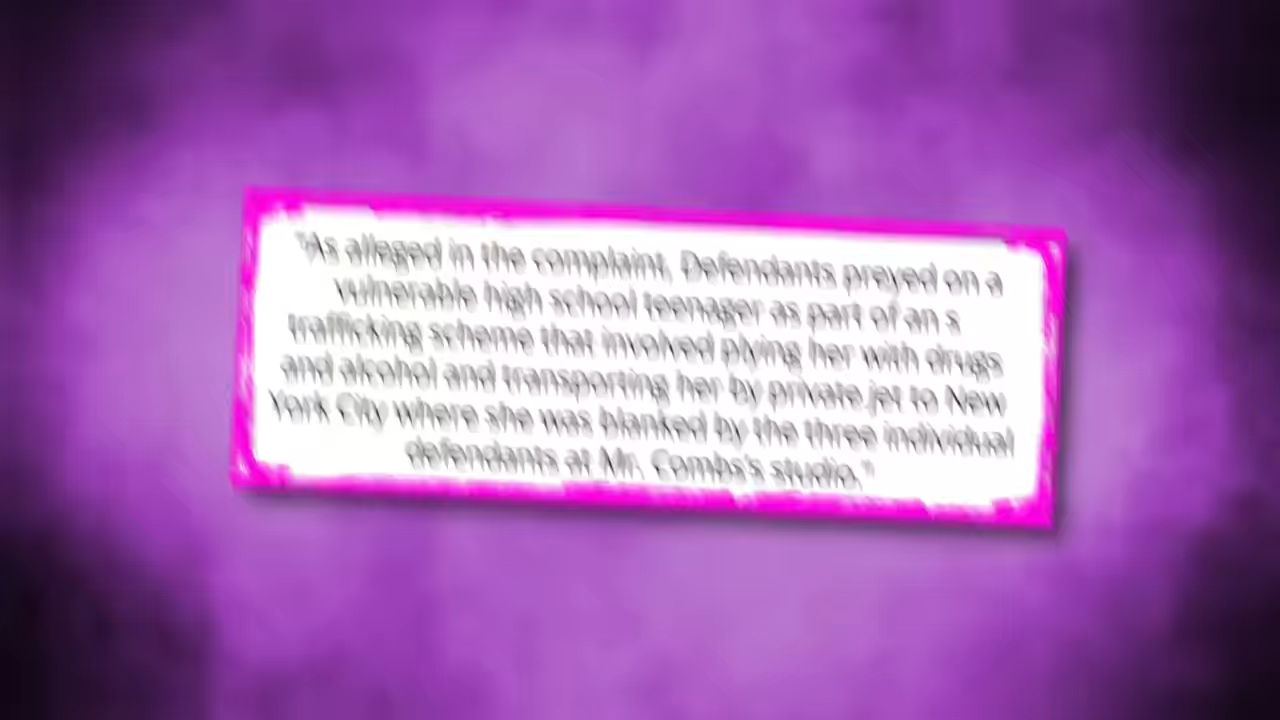 "As alleged in the complaint, Defendants preyed on a
vulnerable high school teenager as part of an s
trafficking scheme that involved plying her with drugs
and alcohol and transporting her by private jet to New
York City where she was blanked by the three individual
defendants at Mr. Combs's studio."